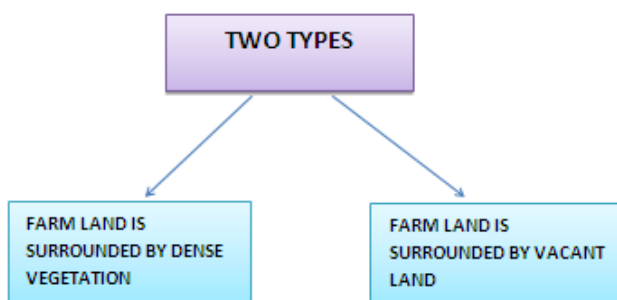 TWO TYPES
FARM LAND IS
SURROUNDED BY DENSE
VEGETATION
FARM LAND IS
SURROUNDED BY VACANT
LAND